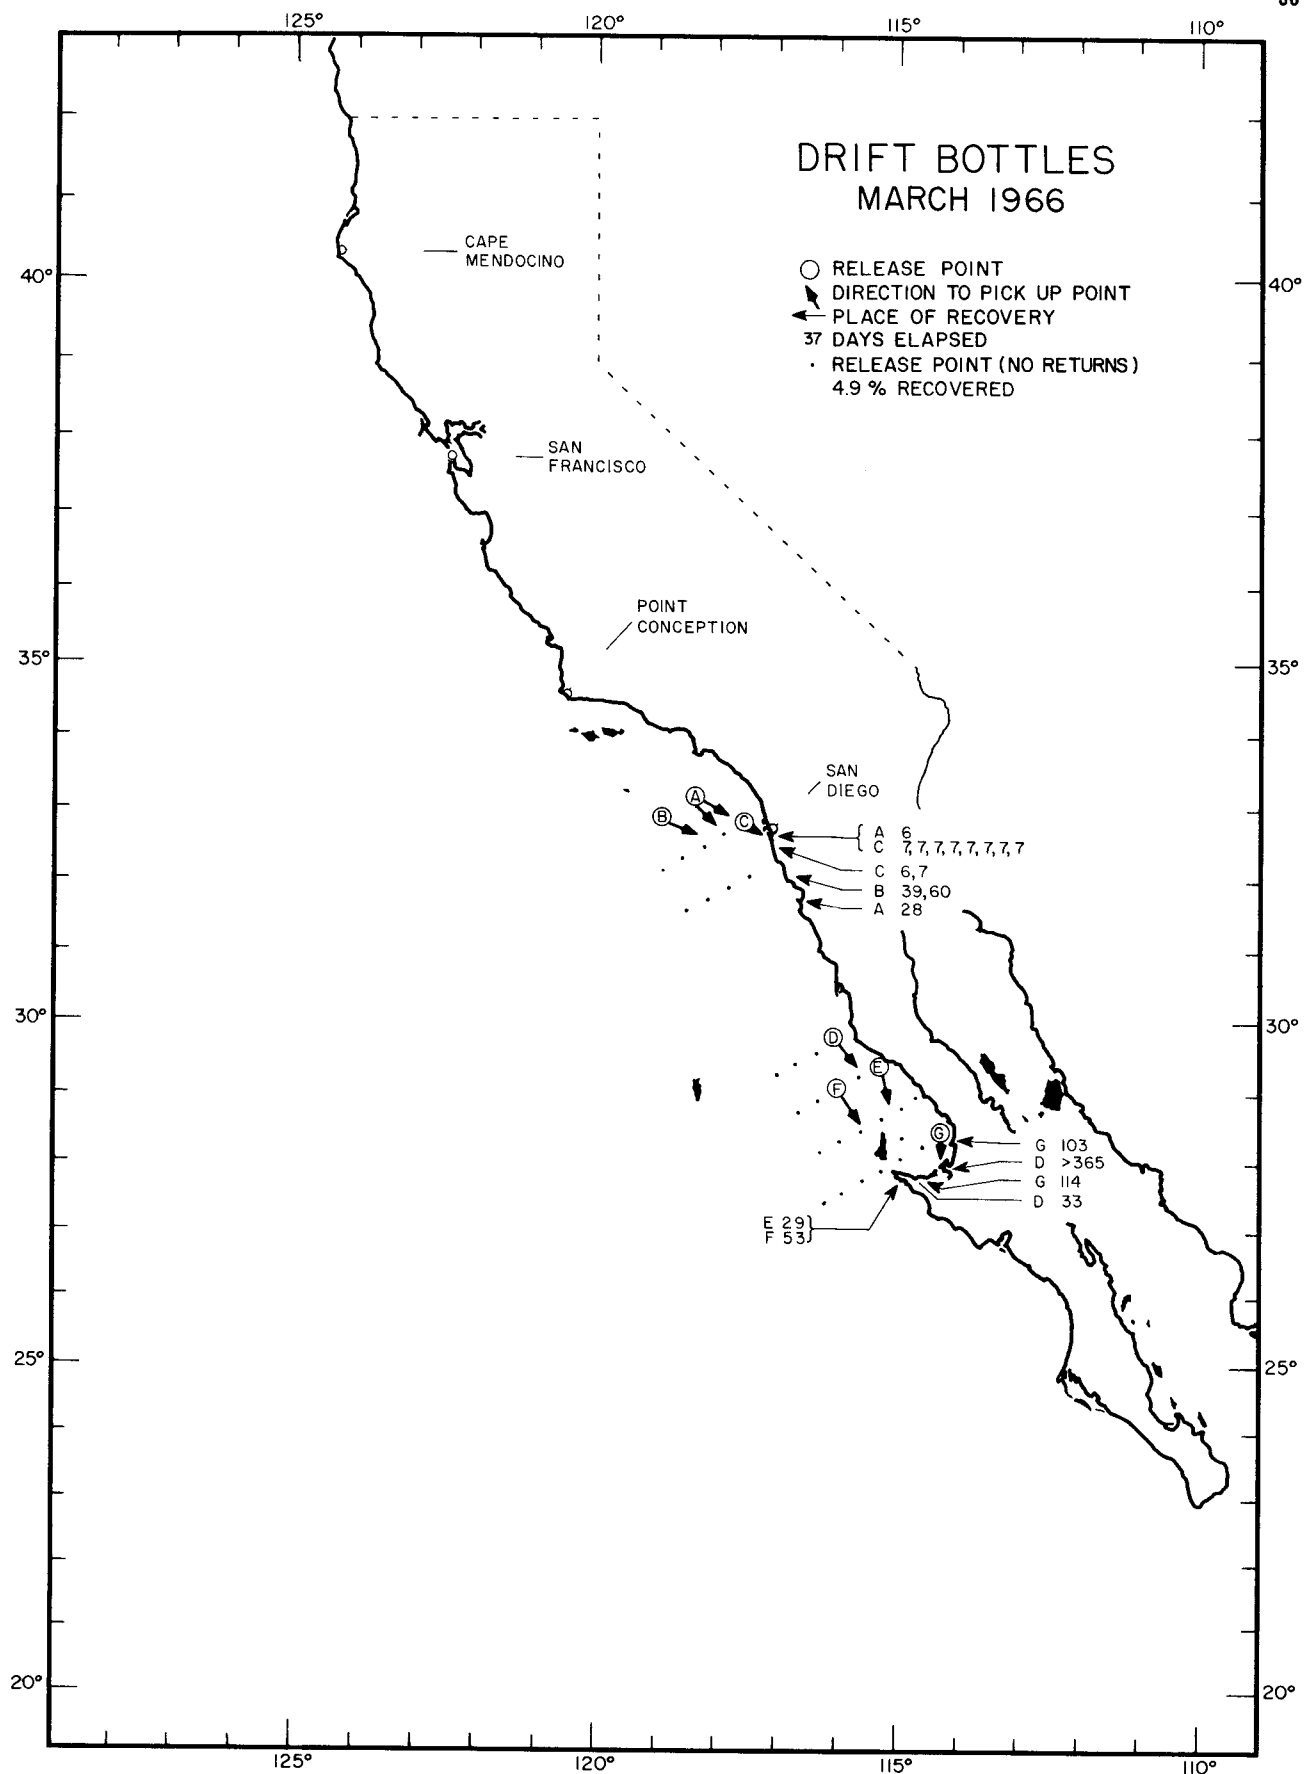 125°
120°
115°
110°
DRIFT BOTTLES
MARCH 1966
RELEASE POINT
DIRECTION TO PICK UP POINT
PLACE OF RECOVERY
37 DAYS ELAPSED
RELEASE POINT (NO RETURNS)
4.9 % RECOVERED
CAPE
MENDOCINO
40°
40°
SAN
FRANCISCO
POINT
CONCEPTION
35°
35°
SAN
DIEGO
A
B
C
A 6
C 7,7,7,7,7,7,7,7
C 6,7
B 39,60
A 28
30°
30°
D
E
F
G
G 103
D >365
G 114
D 33
E 29
F 53
25°
25°
20°
20°
125°
120°
115°
110°